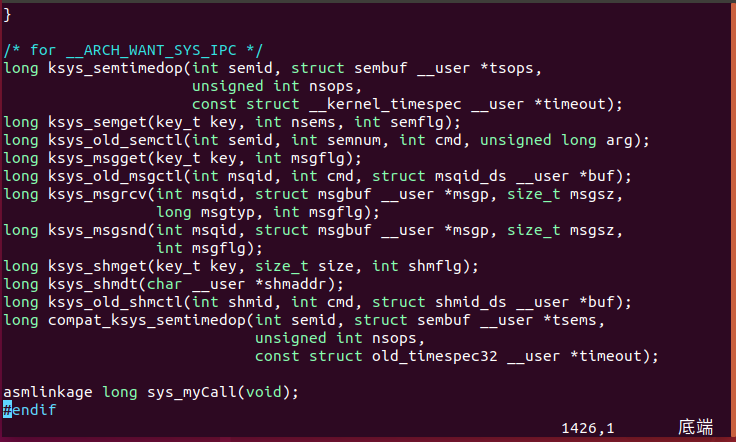 }

/* for __ARCH_WANT_SYS_IPC */
long ksys_semtimedop(int semid, struct sembuf __user *tsops,
                     unsigned int nsops,
                     const struct __kernel_timespec __user *timeout);
long ksys_semget(key_t key, int nsems, int semflg);
long ksys_old_semctl(int semid, int semnum, int cmd, unsigned long arg);
long ksys_msgget(key_t key, int msgflg);
long ksys_old_msgctl(int msqid, int cmd, struct msqid_ds __user *buf);
long ksys_msgrcv(int msqid, struct msgbuf __user *msgp, size_t msgsz,
                 long msgtyp, int msgflg);
long ksys_msgsnd(int msqid, struct msgbuf __user *msgp, size_t msgsz,
                 int msgflg);
long ksys_shmget(key_t key, size_t size, int shmflg);
long ksys_shmdt(char __user *shmaddr);
long ksys_old_shmctl(int shmid, int cmd, struct shmid_ds __user *buf);
long compat_ksys_semtimedop(int semid, struct sembuf __user *tsems,
                            unsigned int nsops,
                            const struct old_timespec32 __user *timeout);

asmlinkage long sys_myCall(void);
#endif
1426,1 底端